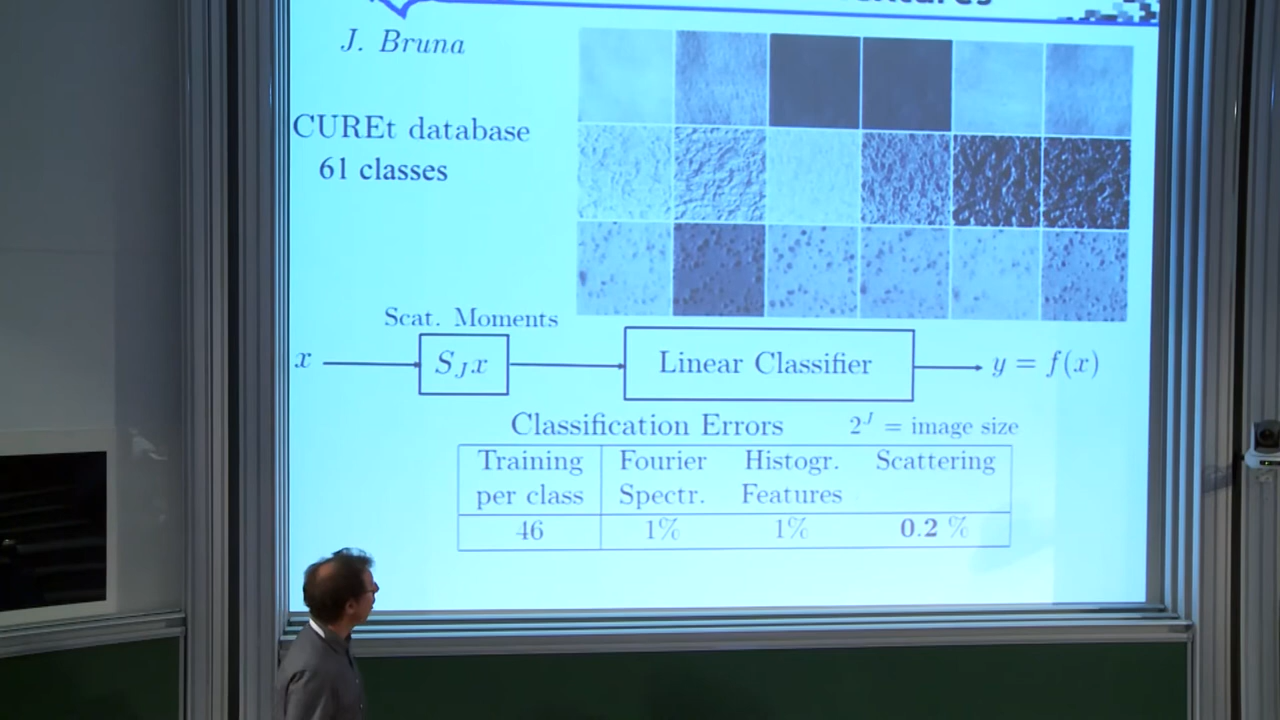 J. Bruna
CUREt database
61 classes
Scat. Moments
x
S_J x
Linear Classifier
y = f(x)
Classification Errors
2^J = image size
Training per class
Fourier Spectr.
Histogr. Features
Scattering
46
1%
1%
0.2 %